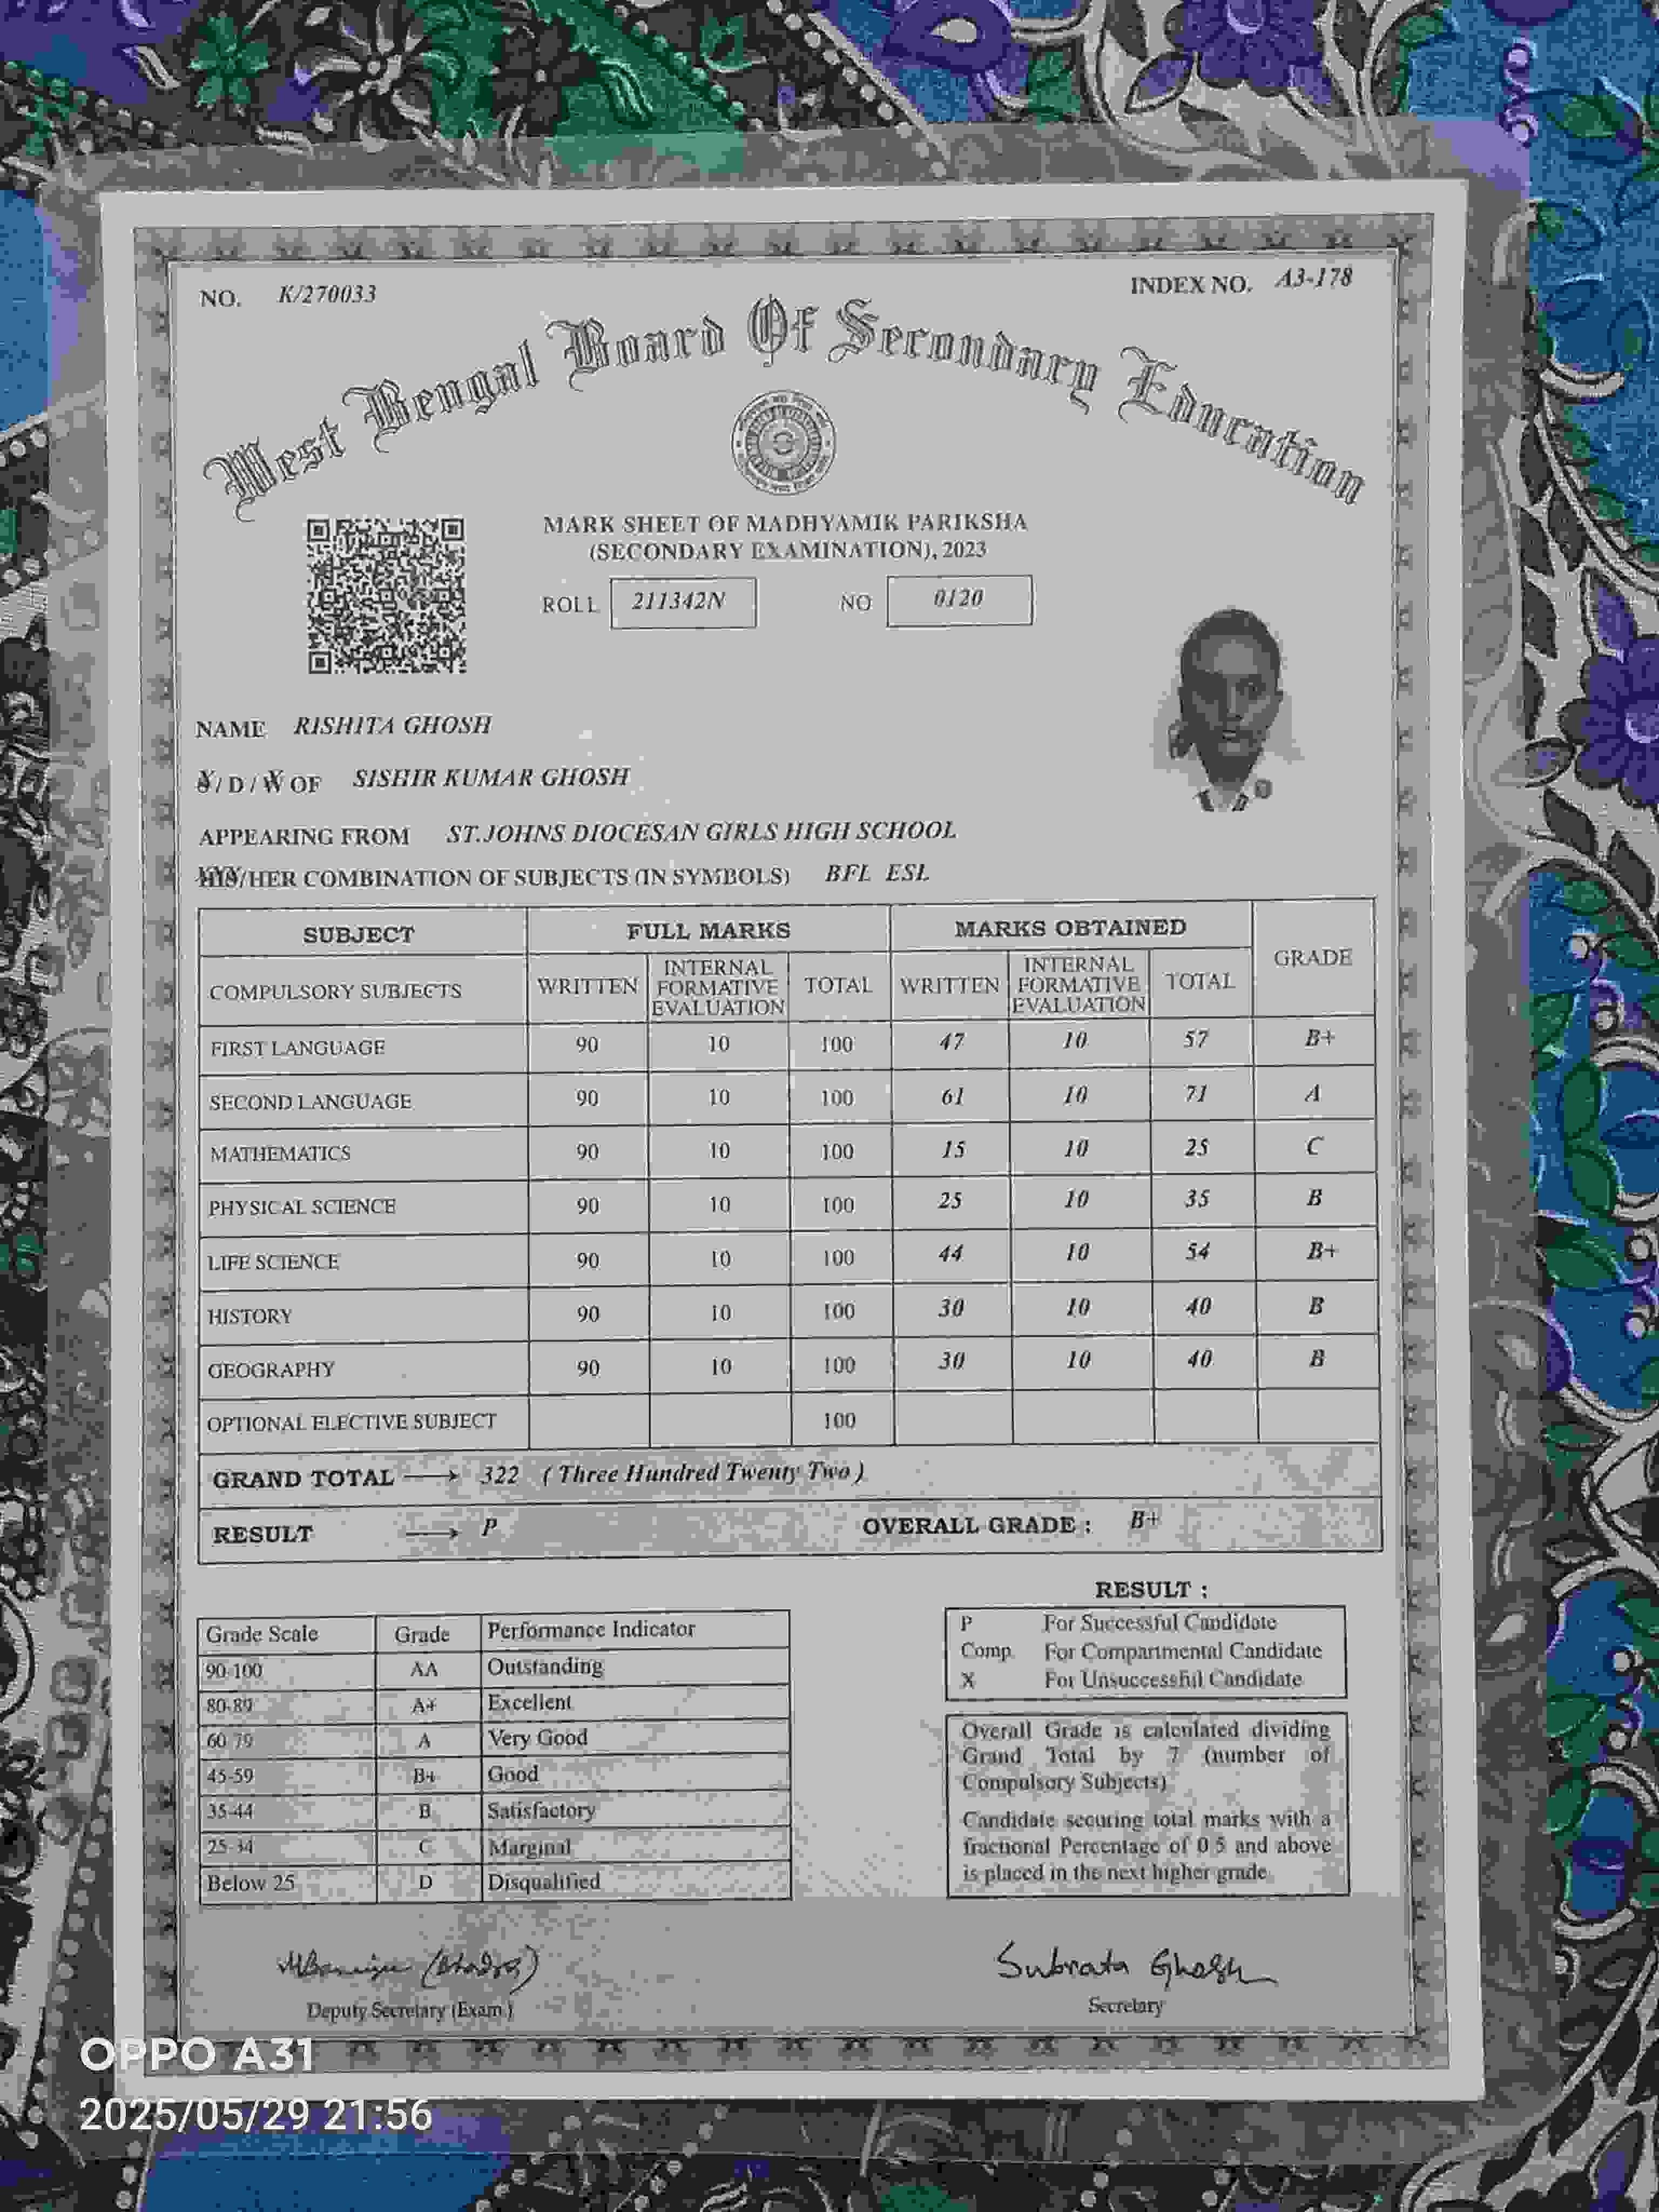 NO. K/270033 INDEX NO. A3-178
West Bengal Board Of Secondary Education
MARK SHEET OF MADHYAMIK PARIKSHA
(SECONDARY EXAMINATION), 2023
ROLL 211342N NO 0120
NAME RISHITA GHOSH
S/D/W OF SISHIR KUMAR GHOSH
APPEARING FROM ST.JOHNS DIOCESAN GIRLS HIGH SCHOOL
HIS/HER COMBINATION OF SUBJECTS (IN SYMBOLS) BFL ESL
SUBJECT FULL MARKS MARKS OBTAINED GRADE
COMPULSORY SUBJECTS WRITTEN INTERNAL FORMATIVE EVALUATION TOTAL WRITTEN INTERNAL FORMATIVE EVALUATION TOTAL
FIRST LANGUAGE 90 10 100 47 10 57 B+
SECOND LANGUAGE 90 10 100 61 10 71 A
MATHEMATICS 90 10 100 15 10 25 C
PHYSICAL SCIENCE 90 10 100 25 10 35 B
LIFE SCIENCE 90 10 100 44 10 54 B+
HISTORY 90 10 100 30 10 40 B
GEOGRAPHY 90 10 100 30 10 40 B
OPTIONAL ELECTIVE SUBJECT 100
GRAND TOTAL → 322 ( Three Hundred Twenty Two )
RESULT → P OVERALL GRADE : B+
Grade Scale Grade Performance Indicator
90-100 AA Outstanding
80-89 A+ Excellent
60-79 A Very Good
45-59 B+ Good
35-44 B Satisfactory
25-34 C Marginal
Below 25 D Disqualified
RESULT :
P For Successful Candidate
Comp. For Compartmental Candidate
X For Unsuccessful Candidate
Overall Grade is calculated dividing
Grand Total by 7 (number of
Compulsory Subjects)
Candidate securing total marks with a
fractional Percentage of 0.5 and above
is placed in the next higher grade
Deputy Secretary (Exam.)
Subrata Ghosh
Secretary
OPPO A31
2025/05/29 21:56